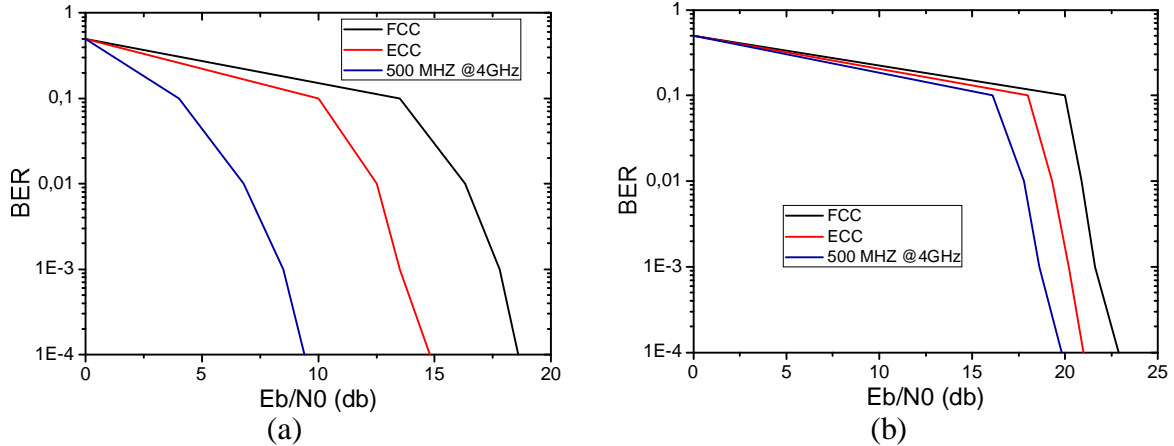 1
0,1
0,01
1E-3
1E-4
BER
FCC
ECC
500 MHZ @4GHz
0 5 10 15 20
Eb/N0 (db)
(a)
1
0,1
0,01
1E-3
1E-4
BER
FCC
ECC
500 MHZ @4GHz
0 5 10 15 20 25
Eb/N0 (db)
(b)